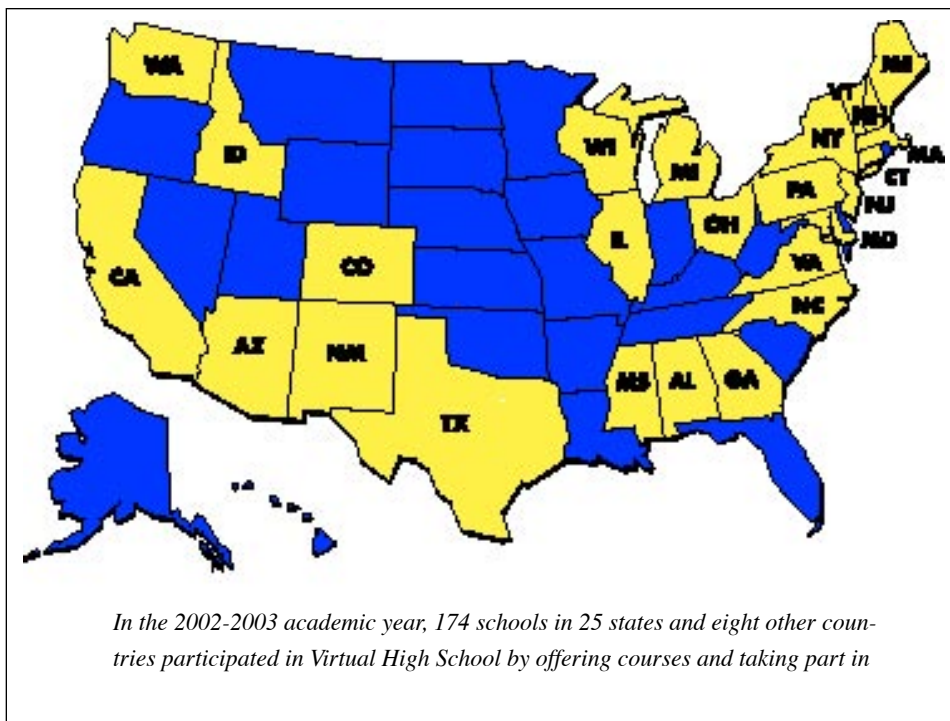 WA
VT
NH
NY
MA
WI
ID
MI
CT
PA
NJ
OH
IL
MD
CO
VA
CA
NC
AZ
NM
MS
AL
GA
TX
In the 2002-2003 academic year, 174 schools in 25 states and eight other coun-
tries participated in Virtual High School by offering courses and taking part in